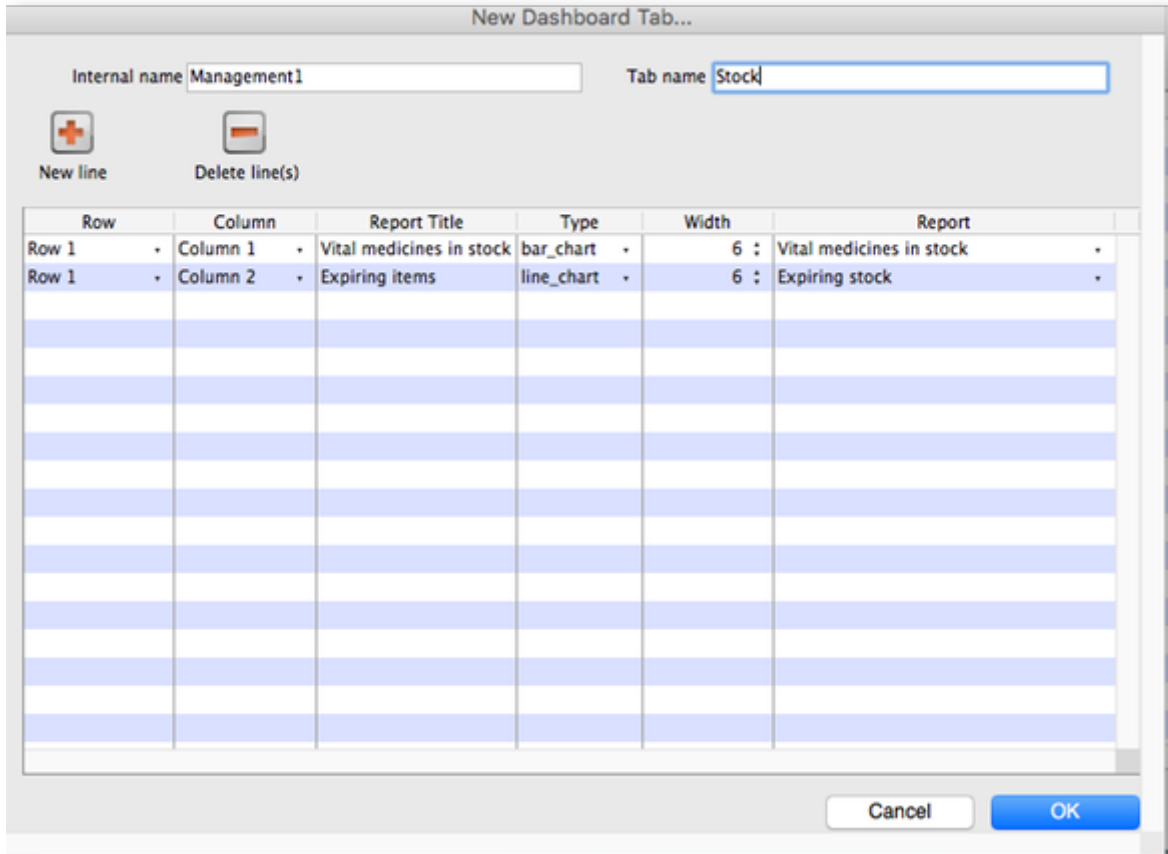 New Dashboard Tab...
Internal name Management1 Tab name Stock
New line Delete line(s)
Row Column Report Title Type Width Report
Row 1 Column 1 Vital medicines in stock bar_chart 6 Vital medicines in stock
Row 1 Column 2 Expiring items line_chart 6 Expiring stock
Cancel OK